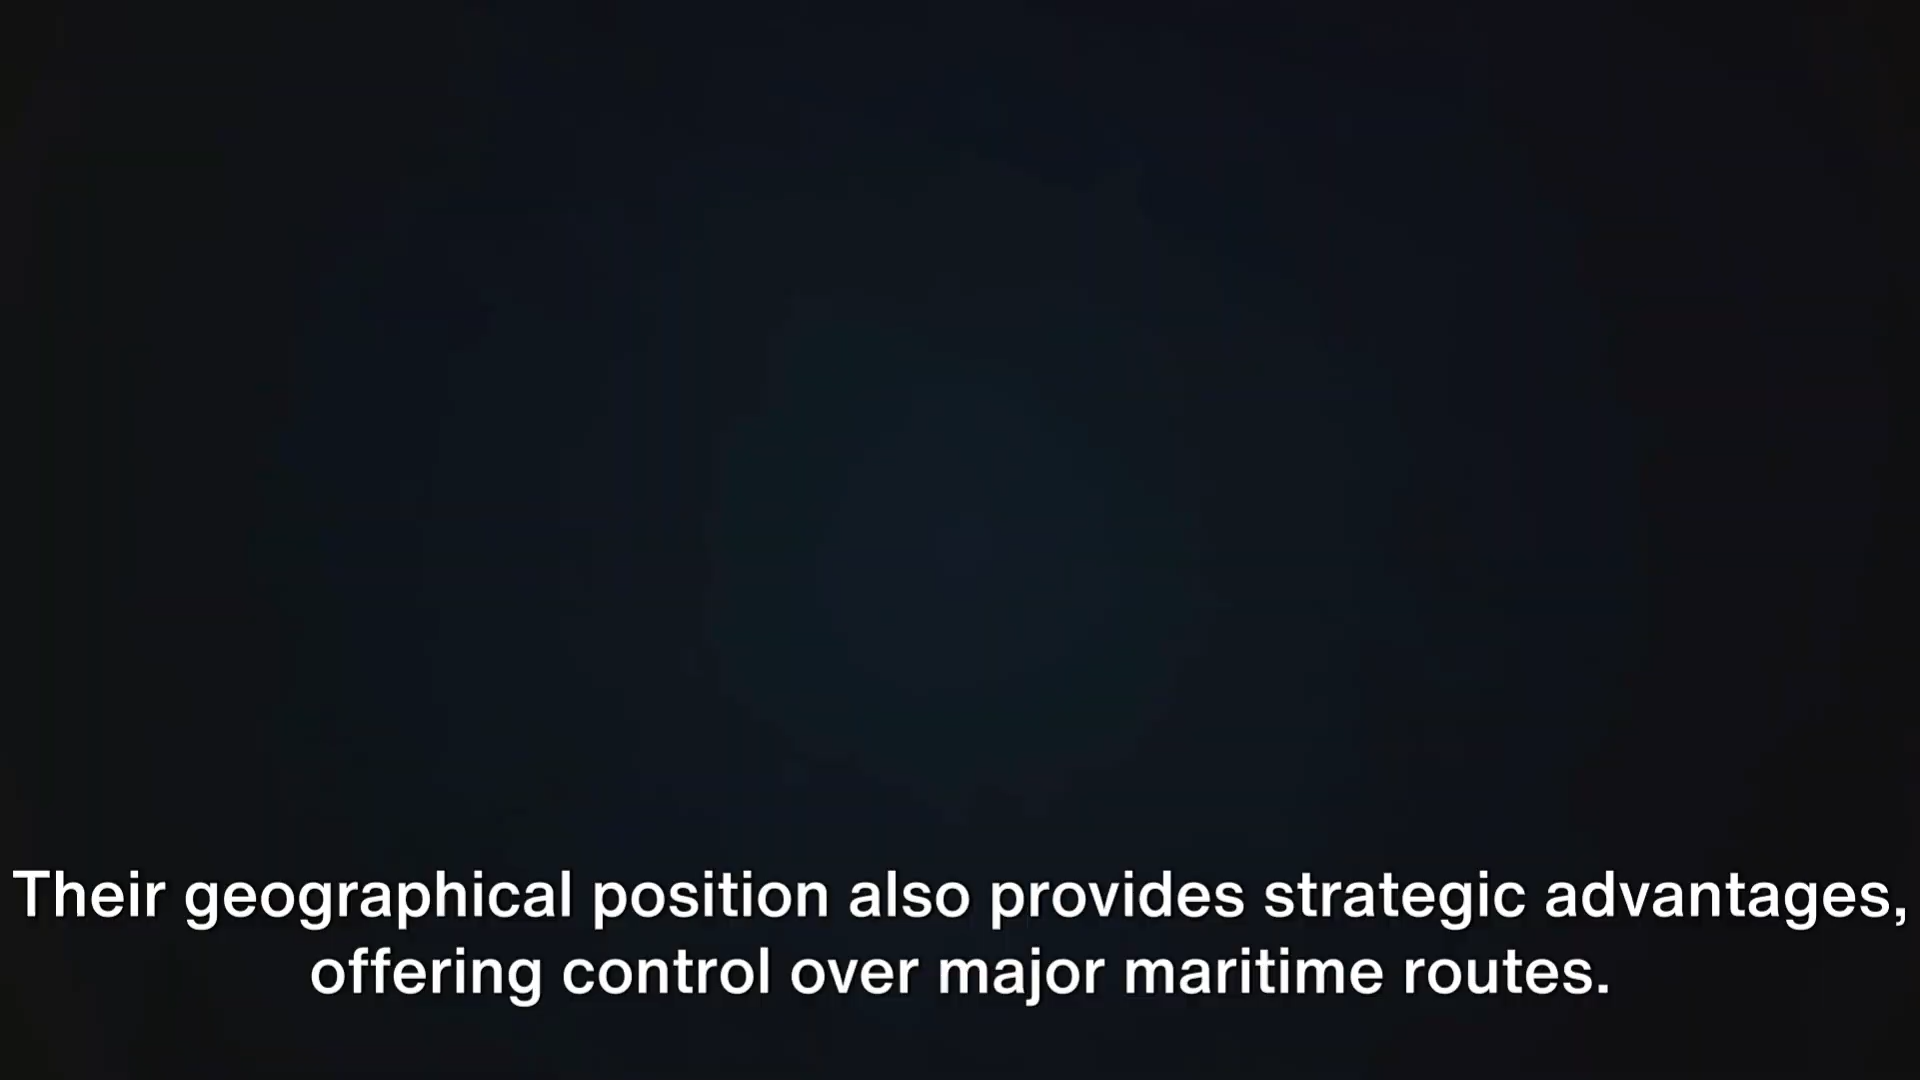 Their geographical position also provides strategic advantages,
offering control over major maritime routes.